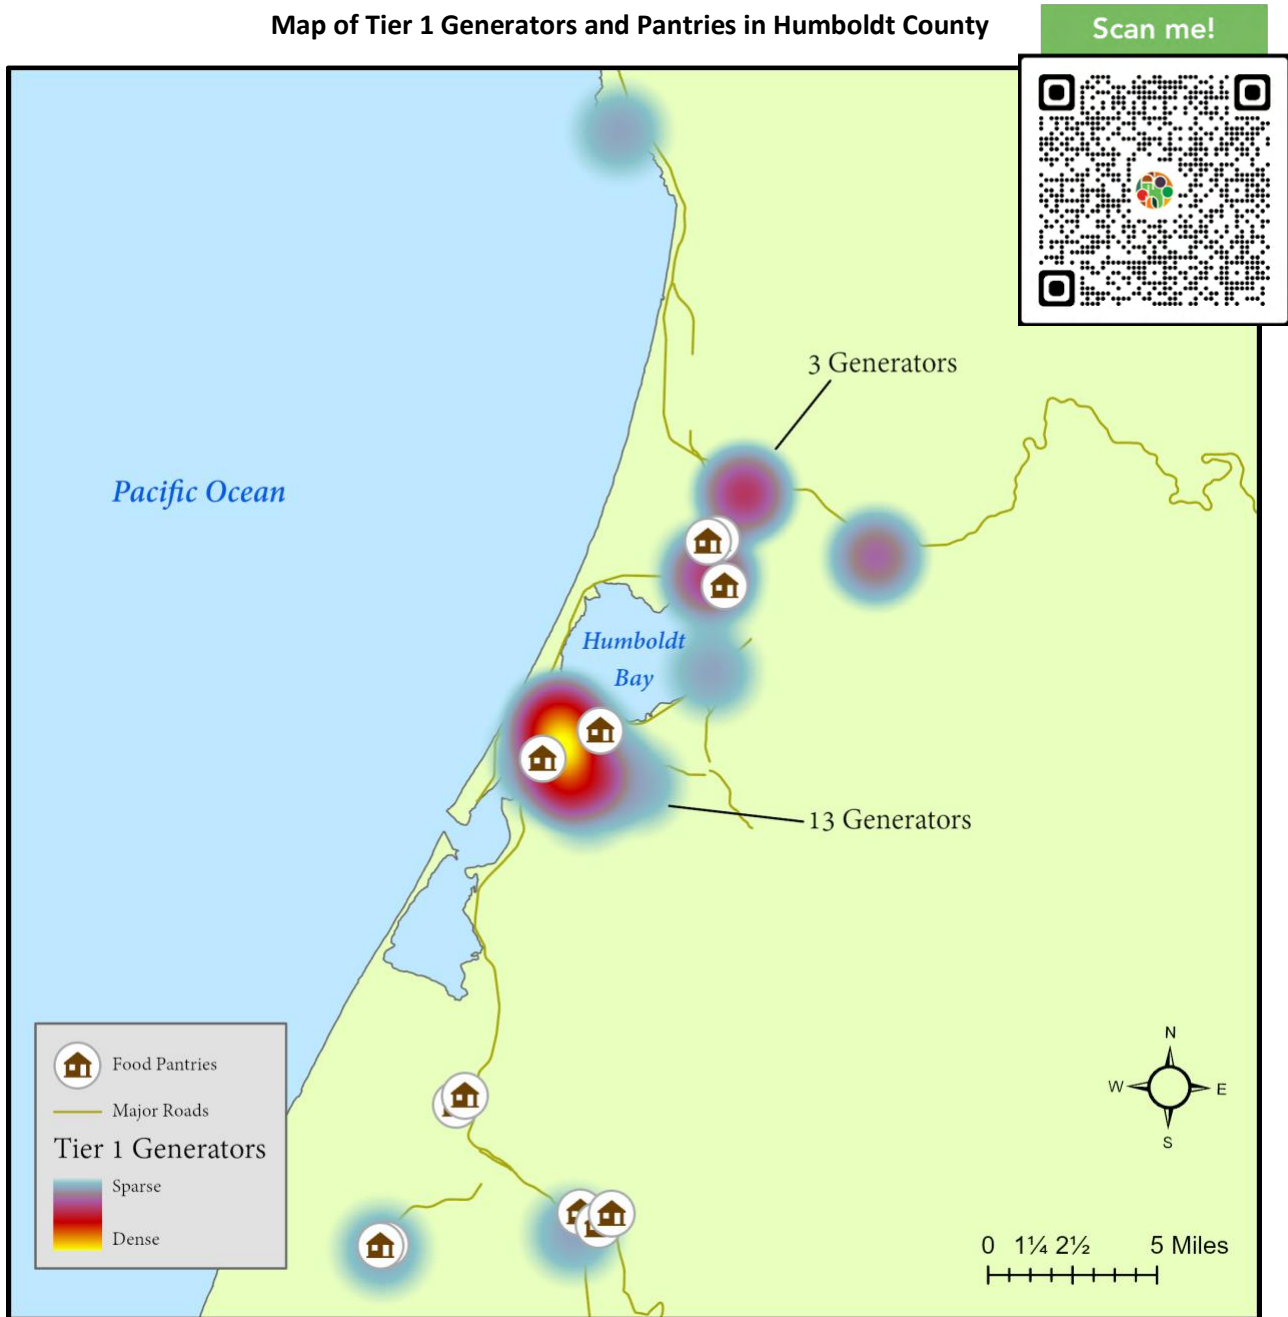 Map of Tier 1 Generators and Pantries in Humboldt County
Scan me!
3 Generators
Pacific Ocean
Humboldt
Bay
13 Generators
Food Pantries
Major Roads
Tier 1 Generators
Sparse
Dense
N
W
E
S
0 1¼ 2½ 5 Miles